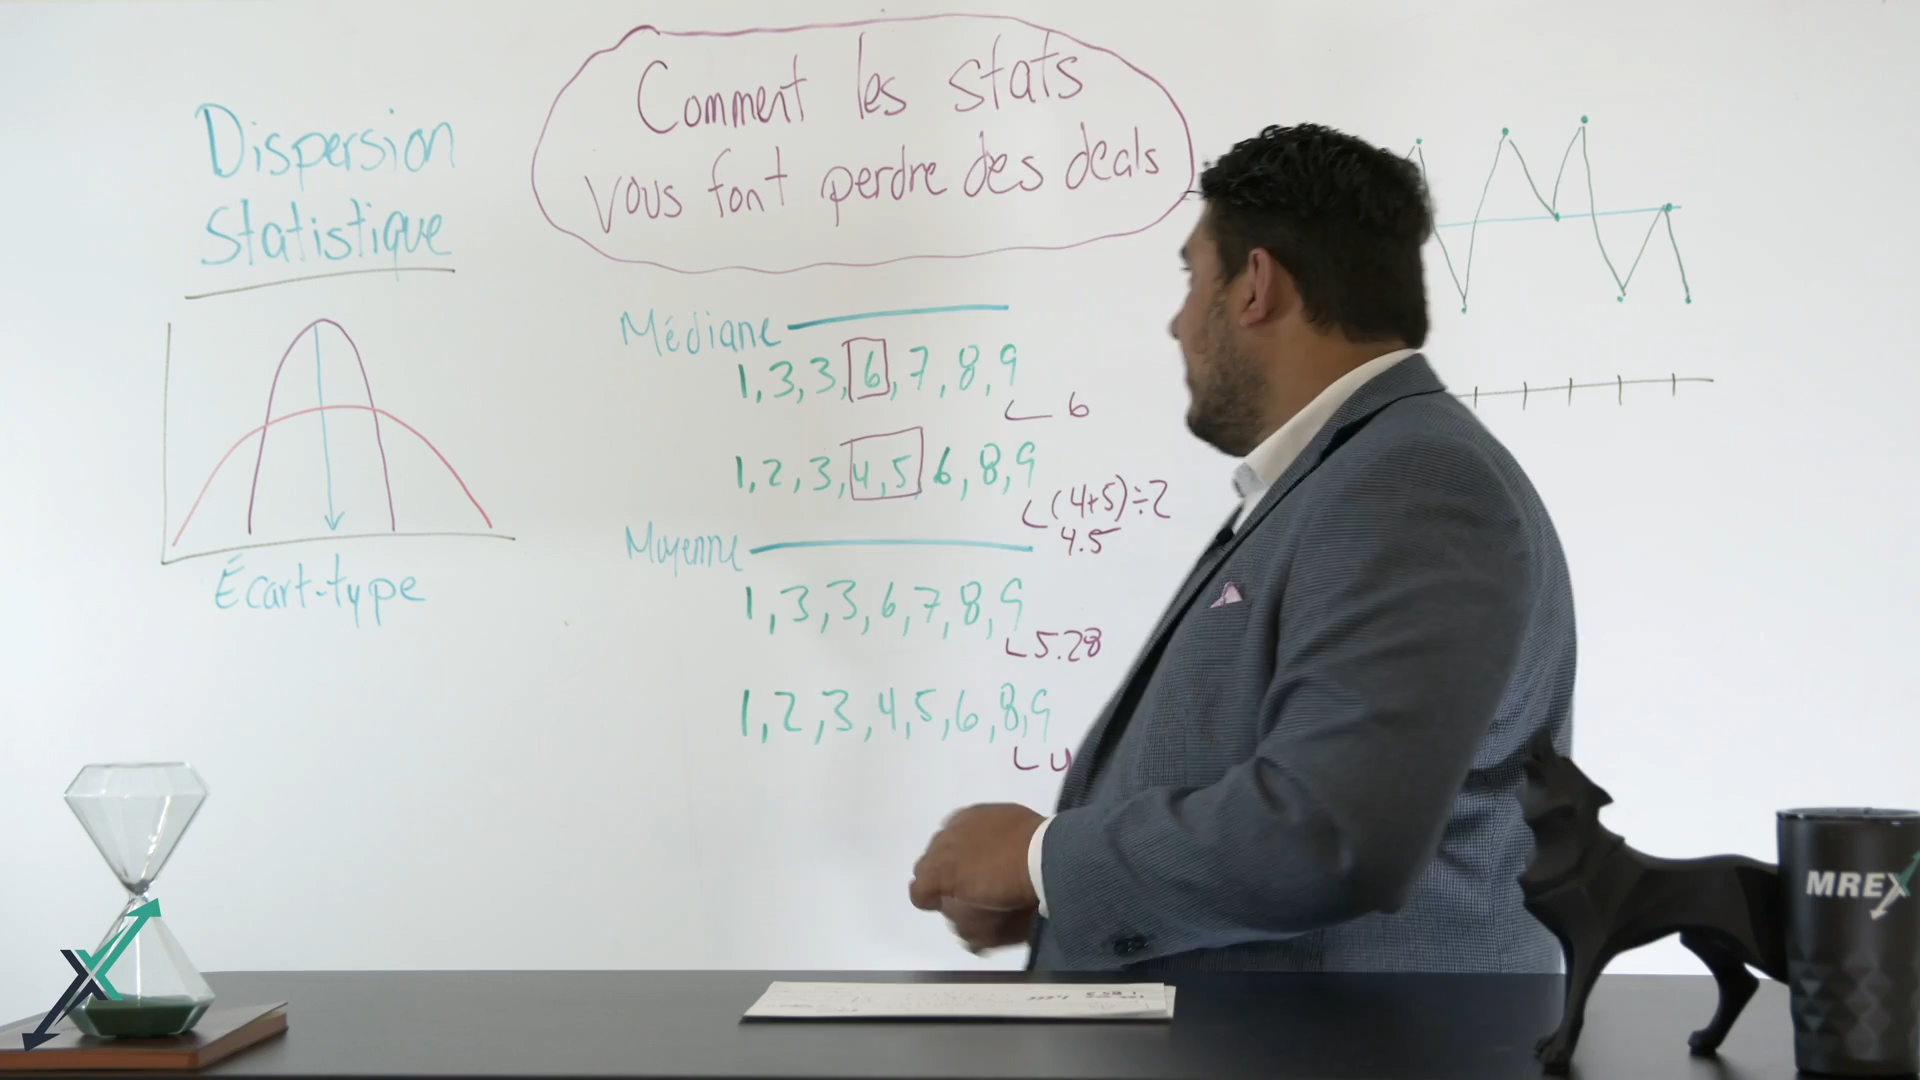 Comment les stats
vous font perdre des deals
Dispersion
Statistique
Écart-type
Médiane
1,3,3,6,7,8,9
6
1,2,3,4,5,6,8,9
(4+5)÷2
4.5
Moyenne
1,3,3,6,7,8,9
5.28
1,2,3,4,5,6,8,9
MREX